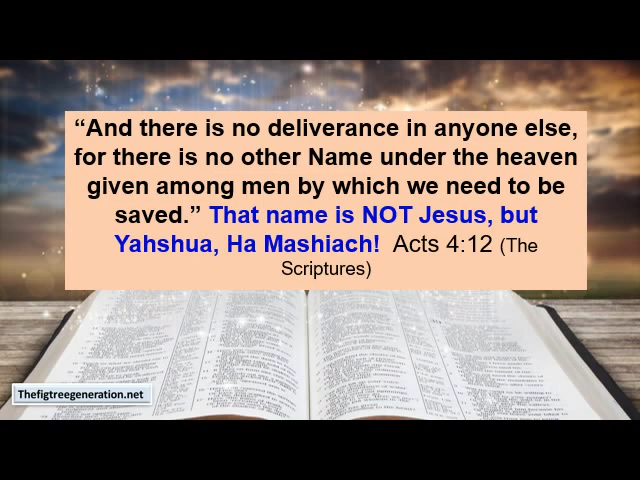 “And there is no deliverance in anyone else,
for there is no other Name under the heaven
given among men by which we need to be
saved.” That name is NOT Jesus, but
Yahshua, Ha Mashiach!  Acts 4:12 (The
Scriptures)
Thefigtreegeneration.net